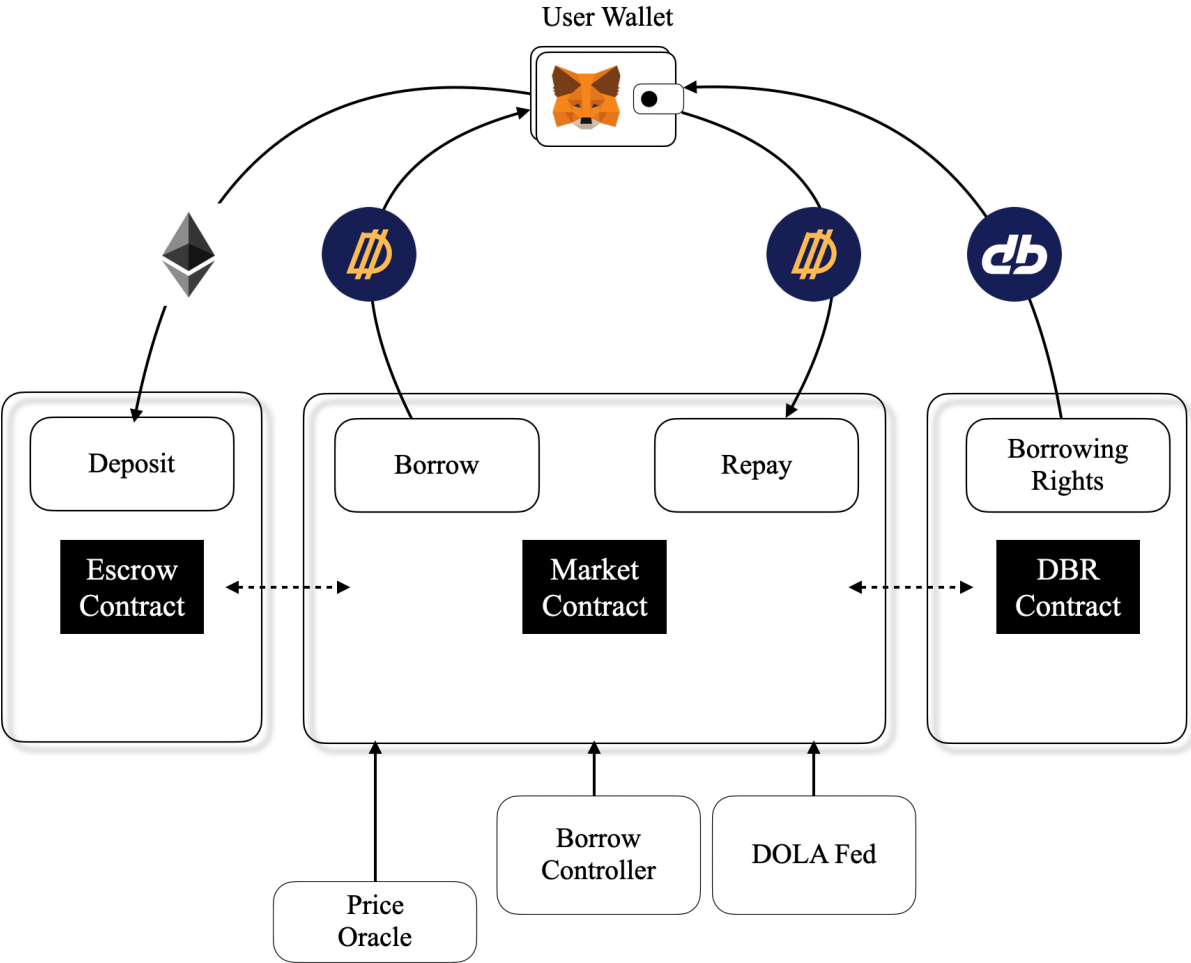 User Wallet
Deposit
Borrow
Repay
Borrowing
Rights
Escrow
Contract
Market
Contract
DBR
Contract
Borrow
Controller
DOLA Fed
Price
Oracle